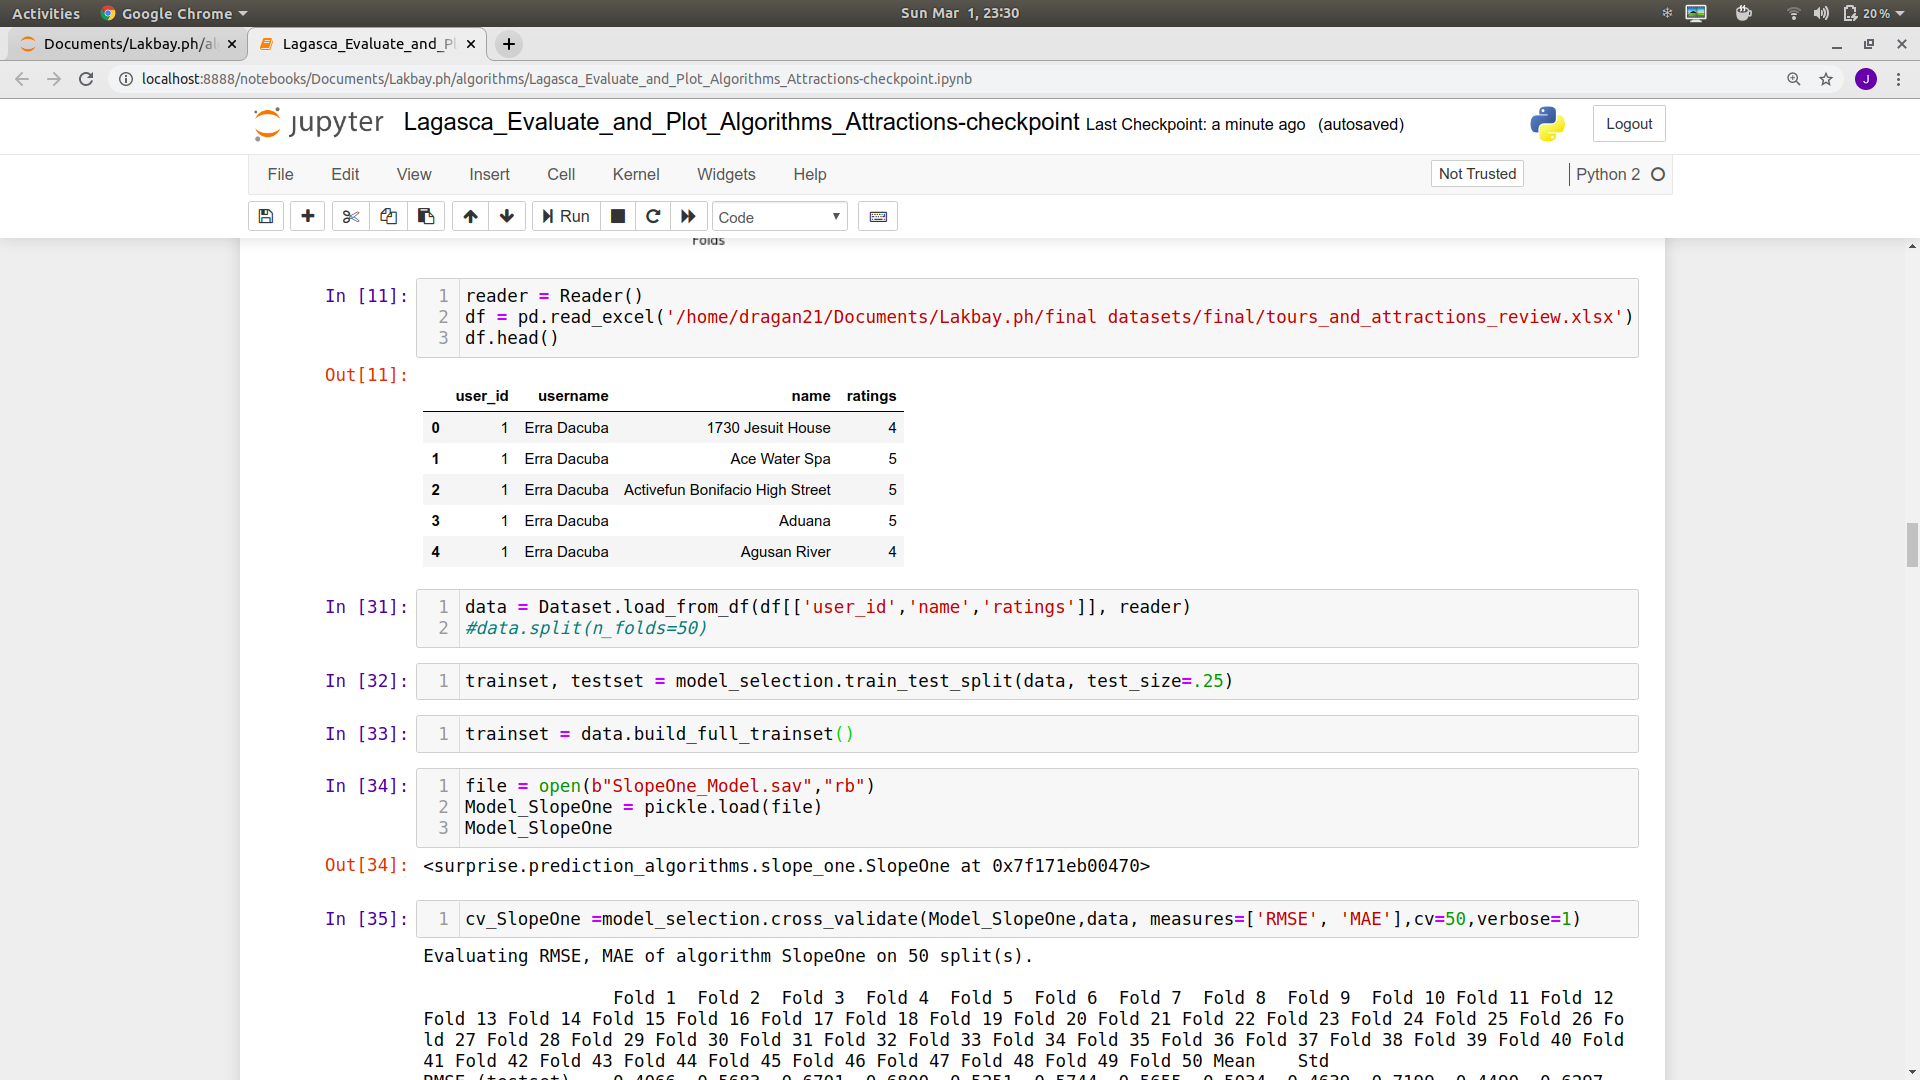 Activities Google Chrome Sun Mar 1, 23:30 20 %
Documents/Lakbay.ph/al Lagasca_Evaluate_and_Pl
localhost:8888/notebooks/Documents/Lakbay.ph/algorithms/Lagasca_Evaluate_and_Plot_Algorithms_Attractions-checkpoint.ipynb J
jupyter Lagasca_Evaluate_and_Plot_Algorithms_Attractions-checkpoint Last Checkpoint: a minute ago (autosaved) Logout
File Edit View Insert Cell Kernel Widgets Help Not Trusted Python 2
Run Code
Folds
In [11]: 1 reader = Reader()
2 df = pd.read_excel('/home/dragan21/Documents/Lakbay.ph/final datasets/final/tours_and_attractions_review.xlsx')
3 df.head()
Out[11]:
user_id username name ratings
0 1 Erra Dacuba 1730 Jesuit House 4
1 1 Erra Dacuba Ace Water Spa 5
2 1 Erra Dacuba Activefun Bonifacio High Street 5
3 1 Erra Dacuba Aduana 5
4 1 Erra Dacuba Agusan River 4
In [31]: 1 data = Dataset.load_from_df(df[['user_id','name','ratings']], reader)
2 #data.split(n_folds=50)
In [32]: 1 trainset, testset = model_selection.train_test_split(data, test_size=.25)
In [33]: 1 trainset = data.build_full_trainset()
In [34]: 1 file = open(b"SlopeOne_Model.sav","rb")
2 Model_SlopeOne = pickle.load(file)
3 Model_SlopeOne
Out[34]: <surprise.prediction_algorithms.slope_one.SlopeOne at 0x7f171eb00470>
In [35]: 1 cv_SlopeOne =model_selection.cross_validate(Model_SlopeOne,data, measures=['RMSE', 'MAE'],cv=50,verbose=1)
Evaluating RMSE, MAE of algorithm SlopeOne on 50 split(s).
Fold 1 Fold 2 Fold 3 Fold 4 Fold 5 Fold 6 Fold 7 Fold 8 Fold 9 Fold 10 Fold 11 Fold 12
Fold 13 Fold 14 Fold 15 Fold 16 Fold 17 Fold 18 Fold 19 Fold 20 Fold 21 Fold 22 Fold 23 Fold 24 Fold 25 Fold 26 Fo
ld 27 Fold 28 Fold 29 Fold 30 Fold 31 Fold 32 Fold 33 Fold 34 Fold 35 Fold 36 Fold 37 Fold 38 Fold 39 Fold 40 Fold
41 Fold 42 Fold 43 Fold 44 Fold 45 Fold 46 Fold 47 Fold 48 Fold 49 Fold 50 Mean Std
RMSE (testset)